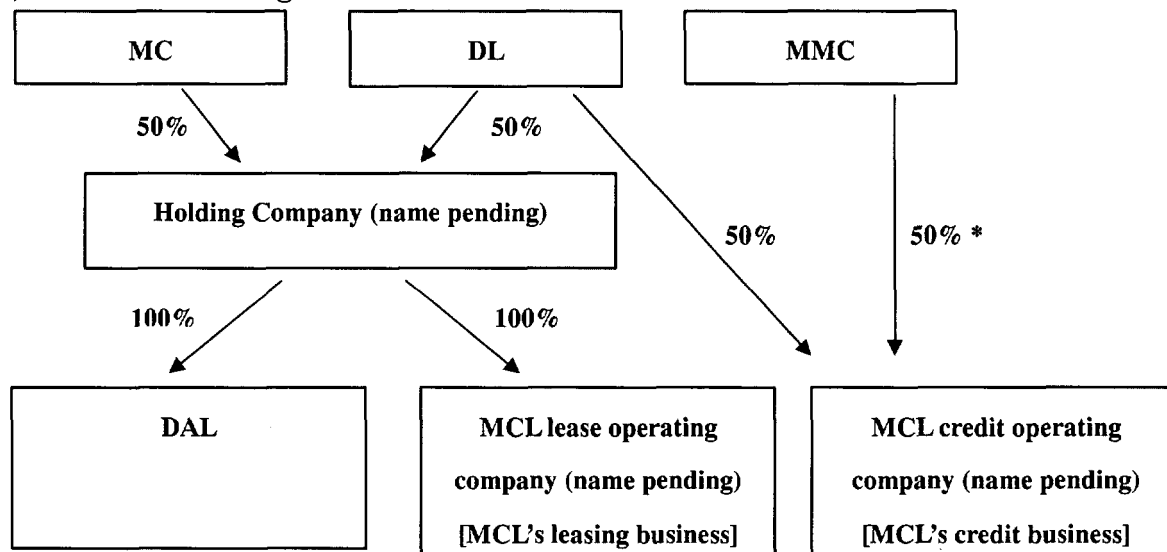 MC
DL
MMC
50%
50%
Holding Company (name pending)
50%
50% *
100%
100%
DAL
MCL lease operating
company (name pending)
[MCL's leasing business]
MCL credit operating
company (name pending)
[MCL's credit business]